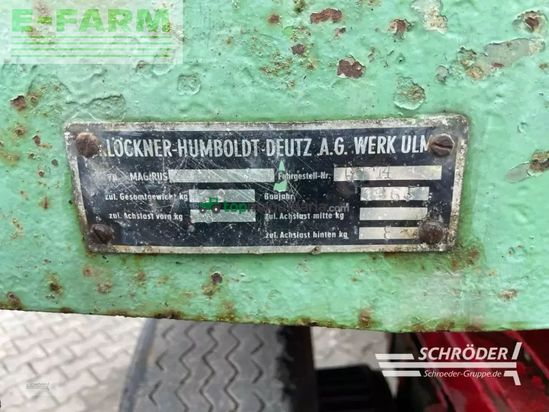 E-FARM
KLÖCKNER-HUMBOLDT-DEUTZ A.G. WERK ULM
Typ MAGIRUS Fahrgestell-Nr.
zul. Gesamtgewicht kg Baujahr
zul. Achslast vorn kg zul. Achslast mitte kg
zul. Achslast hinten kg
SCHRÖDER
Schroeder-Gruppe.de